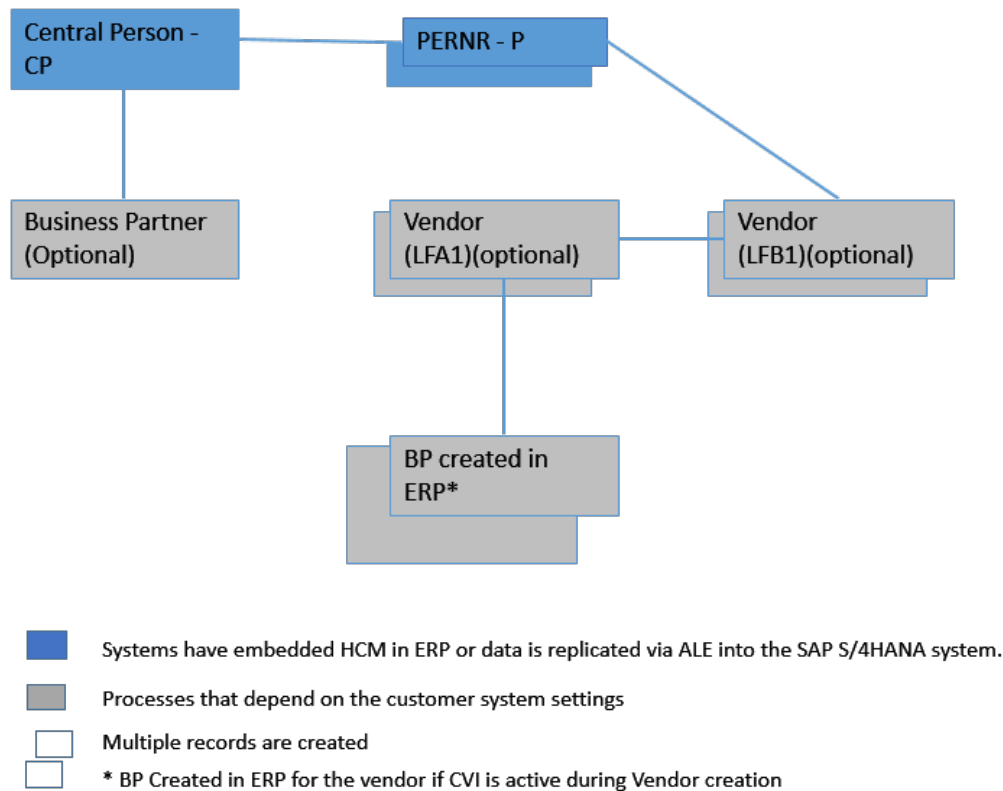 Central Person -
CP
PERNR - P
Business Partner
(Optional)
Vendor
(LFA1)(optional)
Vendor
(LFB1)(optional)
BP created in
ERP*
Systems have embedded HCM in ERP or data is replicated via ALE into the SAP S/4HANA system.
Processes that depend on the customer system settings
Multiple records are created
* BP Created in ERP for the vendor if CVI is active during Vendor creation